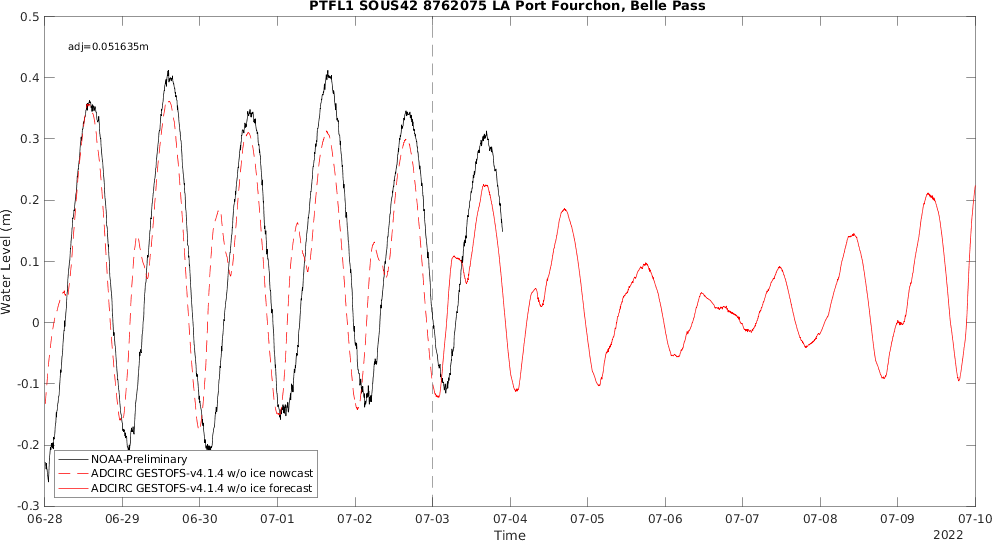 PTFL1 SOUS42 8762075 LA Port Fourchon, Belle Pass
0.5
adj=0.051635m
0.4
0.3
0.2
0.1
0
-0.1
-0.2
-0.3
Water Level (m)
NOAA-Preliminary
ADCIRC GESTOFS-v4.1.4 w/o ice nowcast
ADCIRC GESTOFS-v4.1.4 w/o ice forecast
06-28 06-29 06-30 07-01 07-02 07-03 07-04 07-05 07-06 07-07 07-08 07-09 07-10
Time
2022